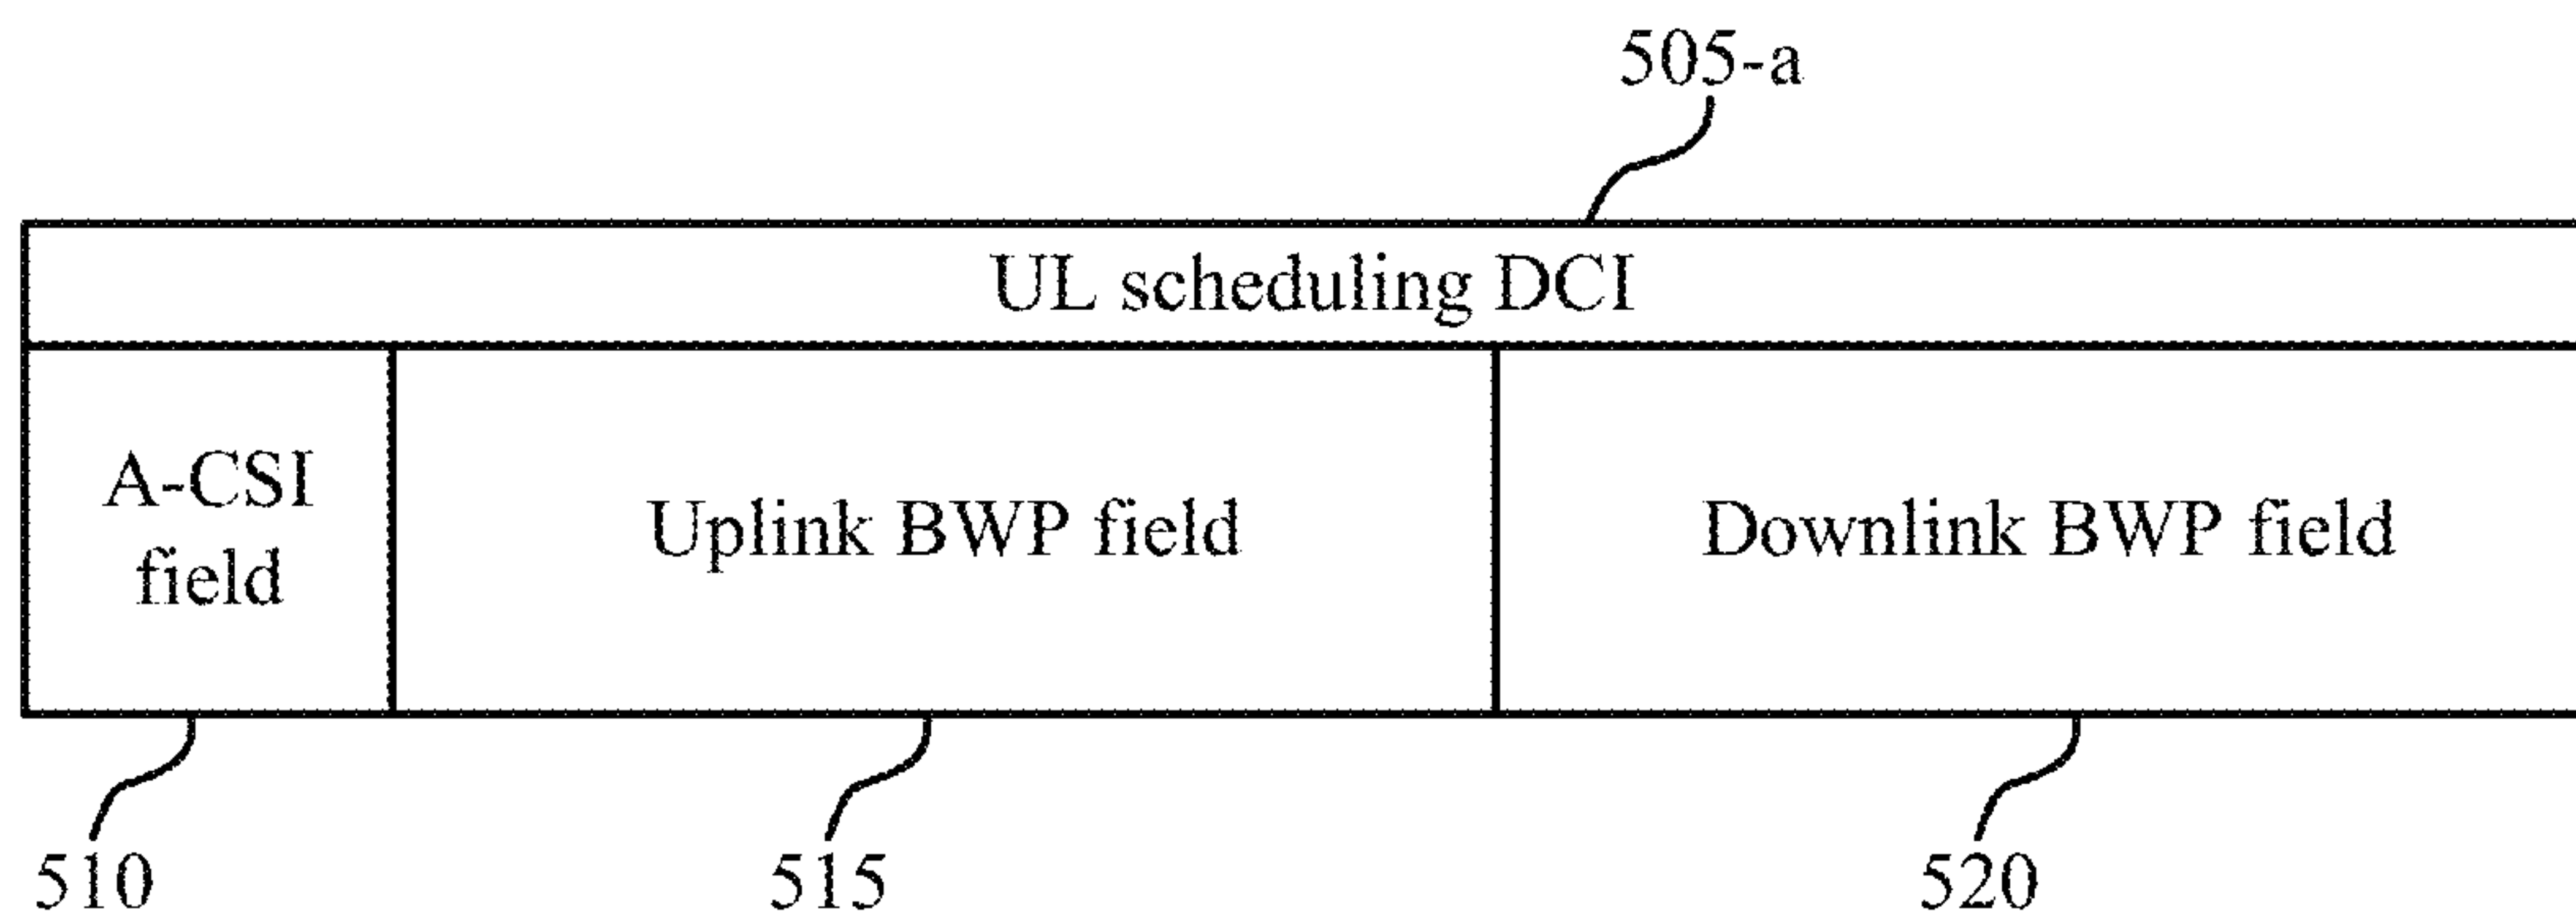 505-a
UL scheduling DCI
A-CSI
field
Uplink BWP field
Downlink BWP field
510
515
520